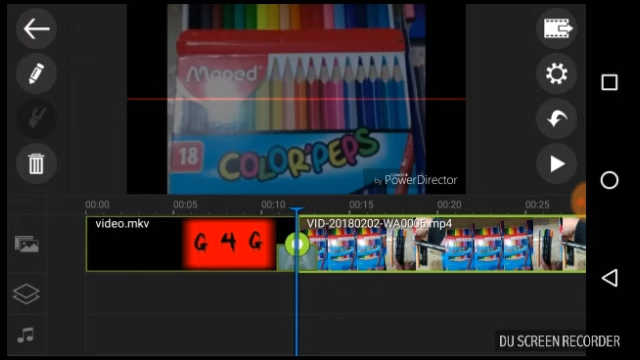 Maped
18
COLOR'PEPS
by PowerDirector
00:00
00:05
00:10
00:15
00:20
00:25
video.mkv
VID-20180202-WA0006.mp4
G 4 G
DU SCREEN RECORDER